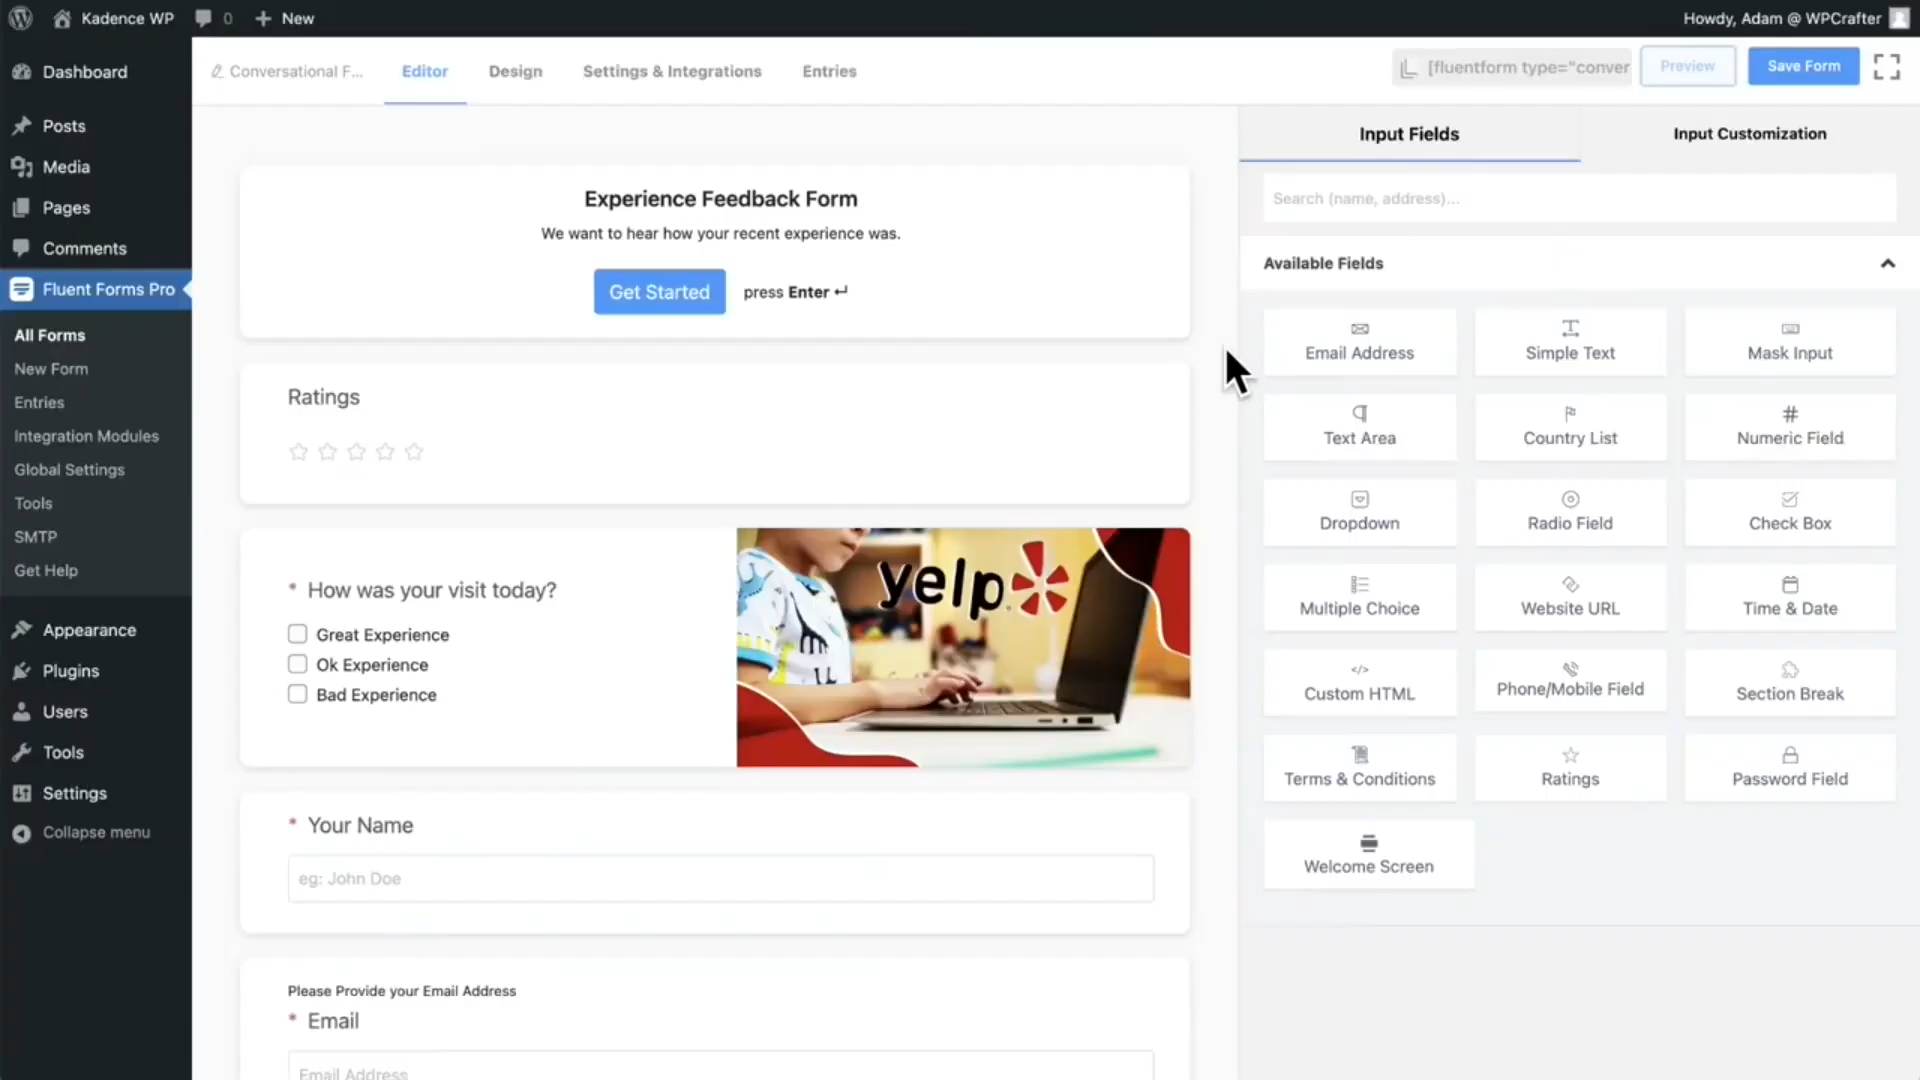 Kadence WP
0
New
Howdy, Adam @ WPCrafter
Dashboard
Posts
Media
Pages
Comments
Fluent Forms Pro
All Forms
New Form
Entries
Integration Modules
Global Settings
Tools
SMTP
Get Help
Appearance
Plugins
Users
Tools
Settings
Collapse menu
Conversational F...
Editor
Design
Settings & Integrations
Entries
[fluentform type="conver
Preview
Save Form
Experience Feedback Form
We want to hear how your recent experience was.
Get Started
press Enter ↵
Ratings
* How was your visit today?
Great Experience
Ok Experience
Bad Experience
yelp
* Your Name
eg: John Doe
Please Provide your Email Address
* Email
Email Address
Input Fields
Input Customization
Search (name, address)...
Available Fields
Email Address
Simple Text
Mask Input
Text Area
Country List
Numeric Field
Dropdown
Radio Field
Check Box
Multiple Choice
Website URL
Time & Date
Custom HTML
Phone/Mobile Field
Section Break
Terms & Conditions
Ratings
Password Field
Welcome Screen